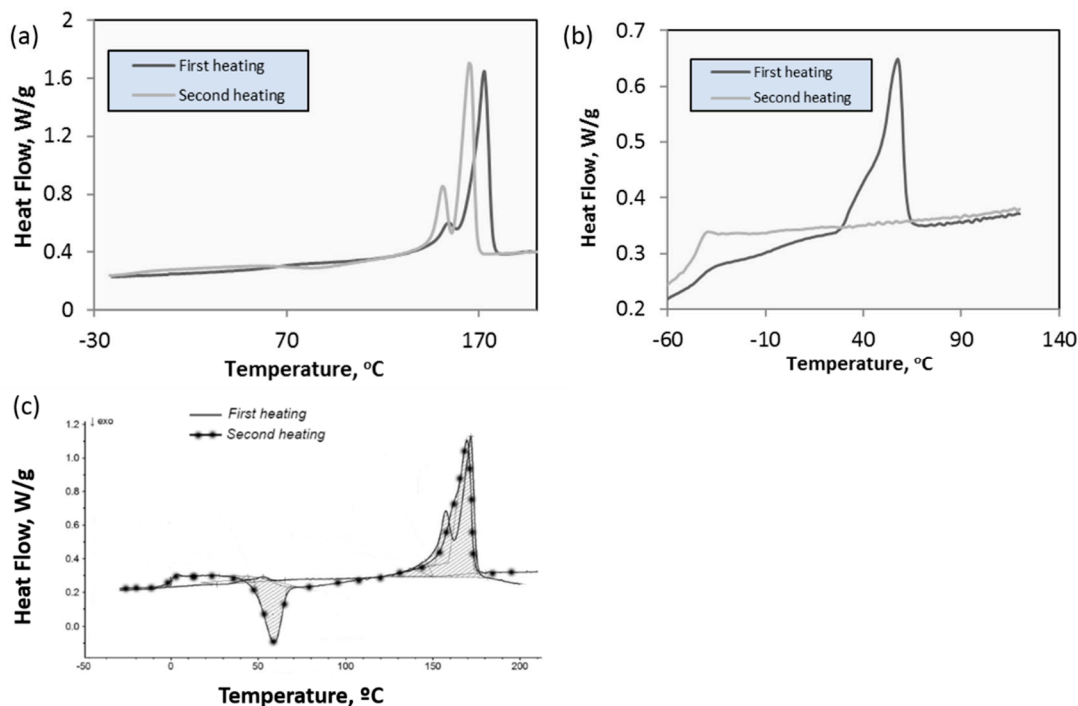 (a)
Heat Flow, W/g
2
1.6
1.2
0.8
0.4
0
First heating
Second heating
-30
70
170
Temperature, °C
(b)
Heat Flow, W/g
0.7
0.6
0.5
0.4
0.3
0.2
First heating
Second heating
-60
-10
40
90
140
Temperature, °C
(c)
Heat Flow, W/g
1.2
1.0
0.8
0.6
0.4
0.2
0.0
↓ exo
First heating
Second heating
-50
0
50
100
150
200
Temperature, ºC